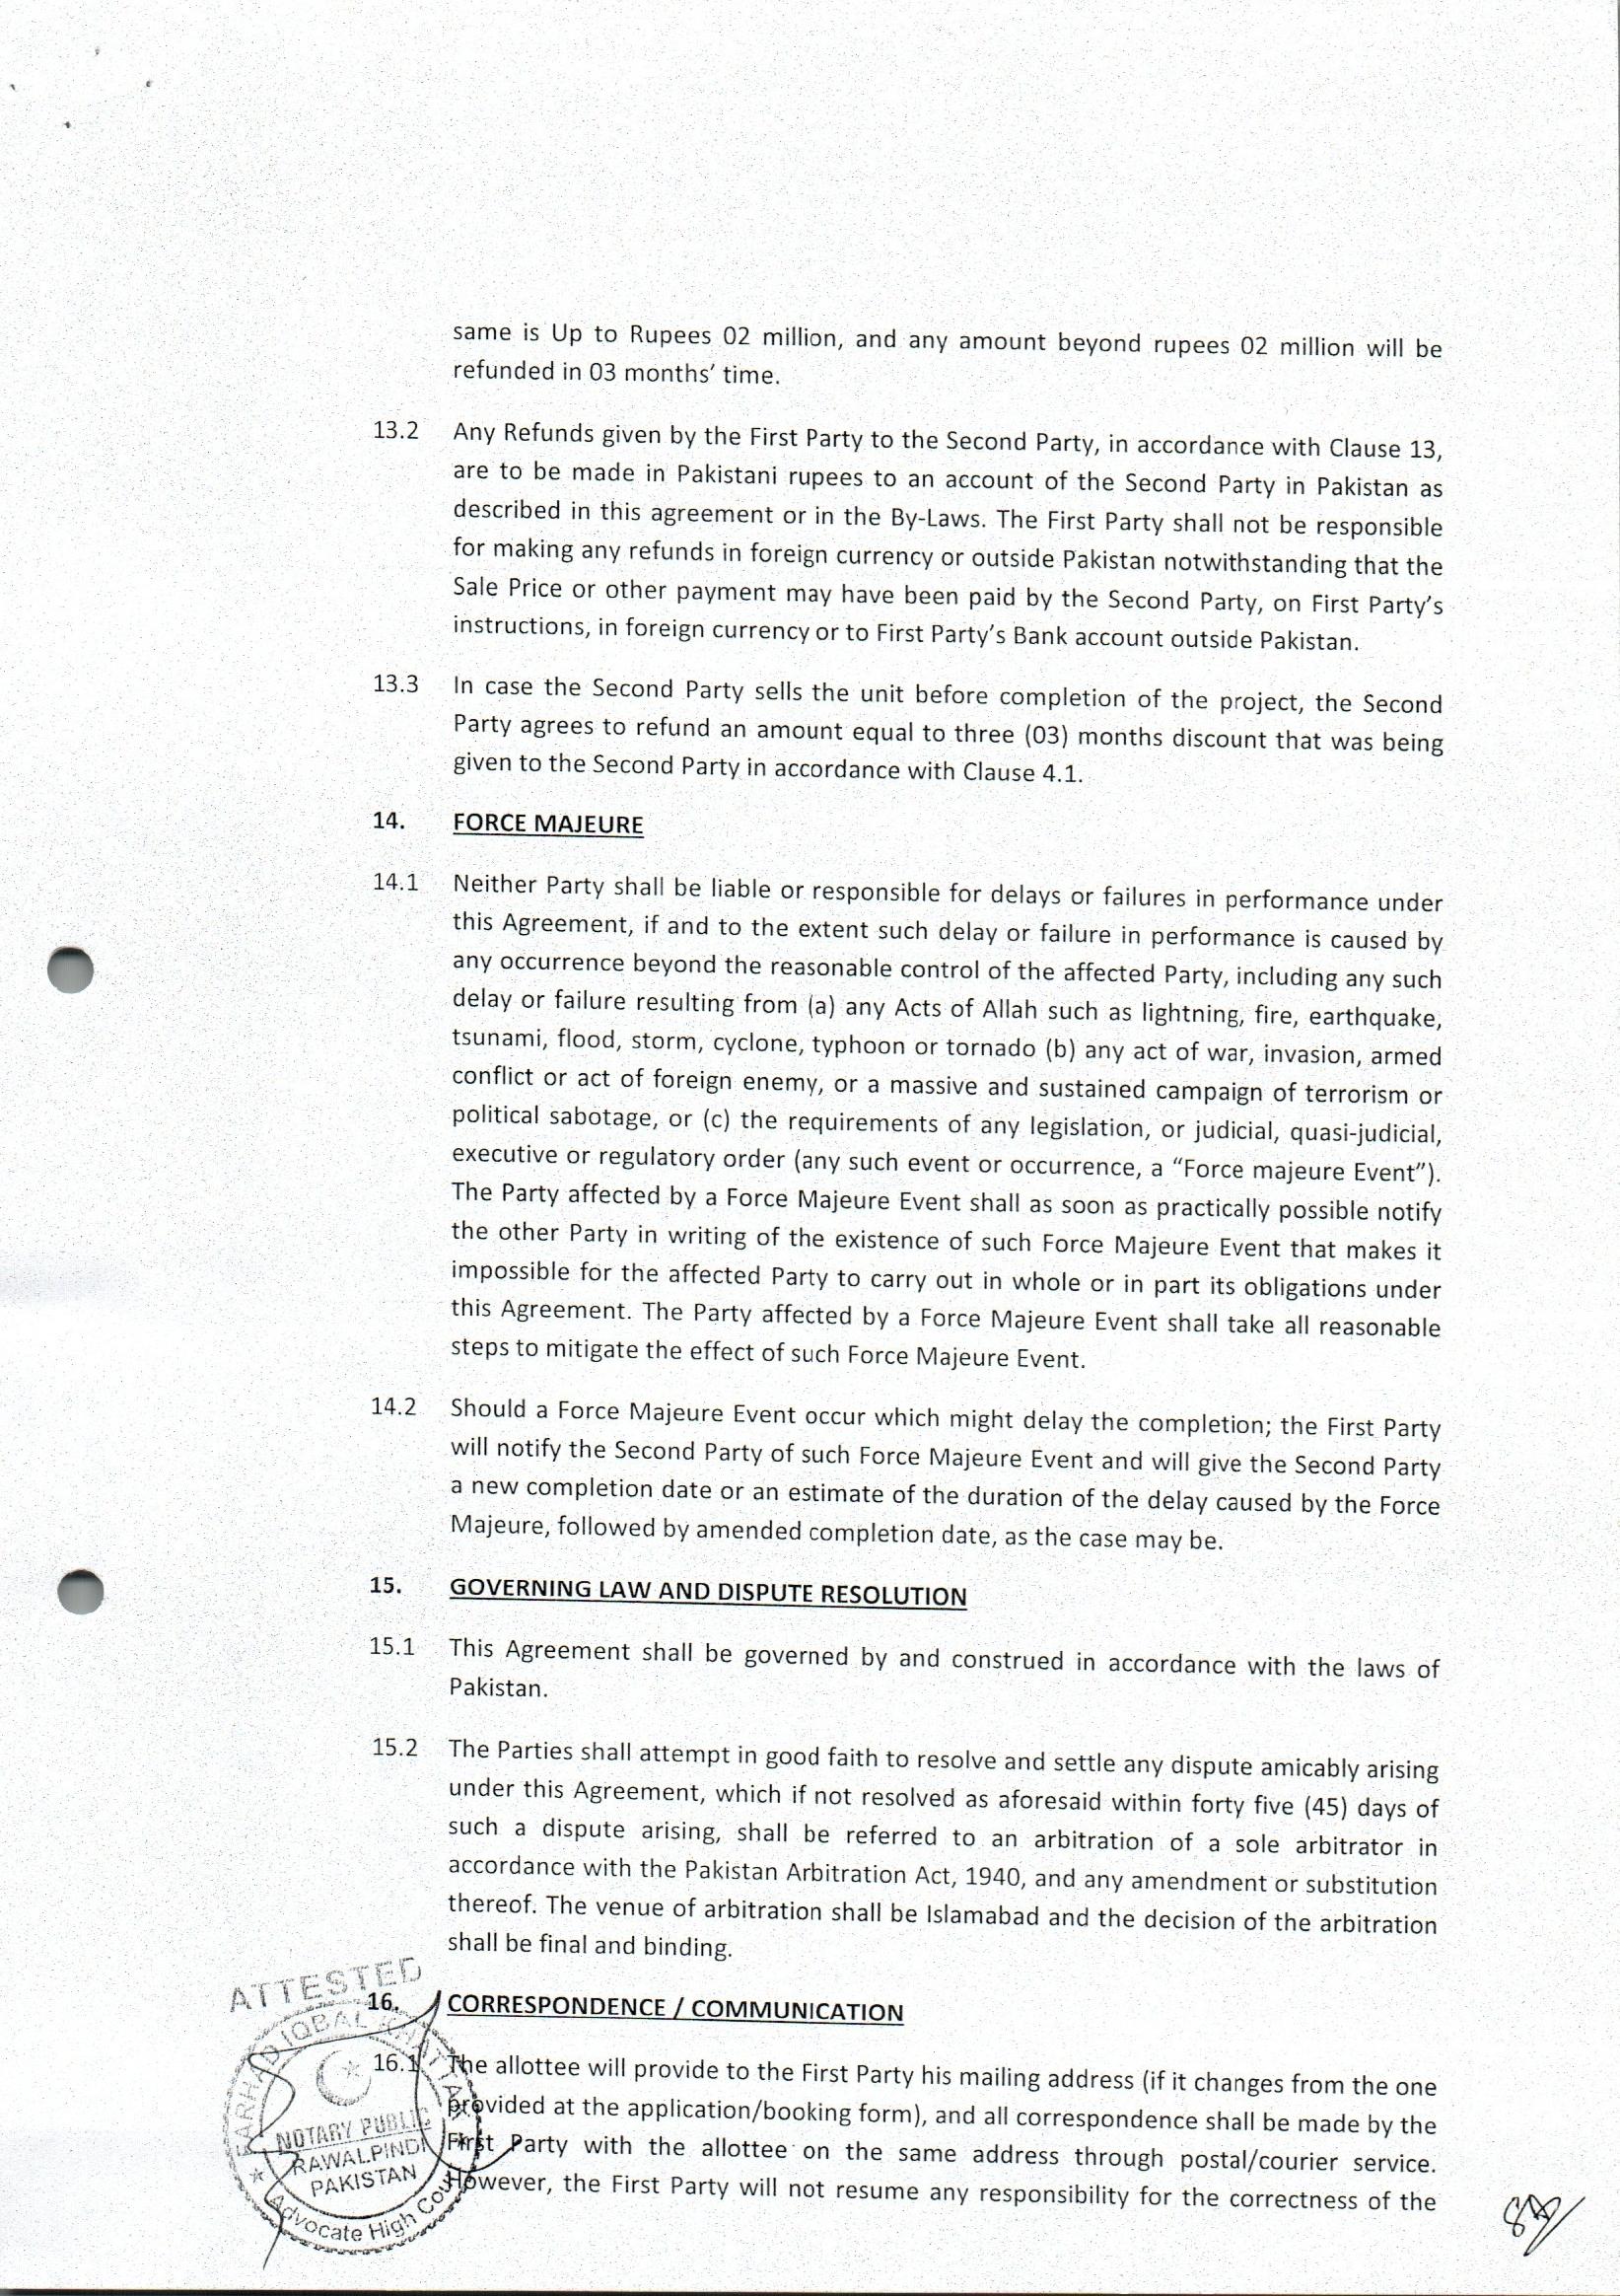 same is Up to Rupees 02 million, and any amount beyond rupees 02 million will be
refunded in 03 months’ time.
13.2 Any Refunds given by the First Party to the Second Party, in accordance with Clause 13,
are to be made in Pakistani rupees to an account of the Second Party in Pakistan as
described in this agreement or in the By-Laws. The First Party shall not be responsible
for making any refunds in foreign currency or outside Pakistan notwithstanding that the
Sale Price or other payment may have been paid by the Second Party, on First Party’s
instructions, in foreign currency or to First Party’s Bank account outside Pakistan.
13.3 In case the Second Party sells the unit before completion of the project, the Second
Party agrees to refund an amount equal to three (03) months discount that was being
given to the Second Party in accordance with Clause 4.1.
14. FORCE MAJEURE
14.1 Neither Party shall be liable or responsible for delays or failures in performance under
this Agreement, if and to the extent such delay or failure in performance is caused by
any occurrence beyond the reasonable control of the affected Party, including any such
delay or failure resulting from (a) any Acts of Allah such as lightning, fire, earthquake,
tsunami, flood, storm, cyclone, typhoon or tornado (b) any act of war, invasion, armed
conflict or act of foreign enemy, or a massive and sustained campaign of terrorism or
political sabotage, or (c) the requirements of any legislation, or judicial, quasi-judicial,
executive or regulatory order (any such event or occurrence, a “Force majeure Event”).
The Party affected by a Force Majeure Event shall as soon as practically possible notify
the other Party in writing of the existence of such Force Majeure Event that makes it
impossible for the affected Party to carry out in whole or in part its obligations under
this Agreement. The Party affected by a Force Majeure Event shall take all reasonable
steps to mitigate the effect of such Force Majeure Event.
14.2 Should a Force Majeure Event occur which might delay the completion; the First Party
will notify the Second Party of such Force Majeure Event and will give the Second Party
a new completion date or an estimate of the duration of the delay caused by the Force
Majeure, followed by amended completion date, as the case may be.
15. GOVERNING LAW AND DISPUTE RESOLUTION
15.1 This Agreement shall be governed by and construed in accordance with the laws of
Pakistan.
15.2 The Parties shall attempt in good faith to resolve and settle any dispute amicably arising
under this Agreement, which if not resolved as aforesaid within forty five (45) days of
such a dispute arising, shall be referred to an arbitration of a sole arbitrator in
accordance with the Pakistan Arbitration Act, 1940, and any amendment or substitution
thereof. The venue of arbitration shall be Islamabad and the decision of the arbitration
shall be final and binding.
ATTESTED
16. CORRESPONDENCE / COMMUNICATION
16.1 The allottee will provide to the First Party his mailing address (if it changes from the one
provided at the application/booking form), and all correspondence shall be made by the
First Party with the allottee on the same address through postal/courier service.
However, the First Party will not resume any responsibility for the correctness of the
IQBAL
NOTARY PUBLIC
RAWALPINDI
PAKISTAN
Advocate High Court